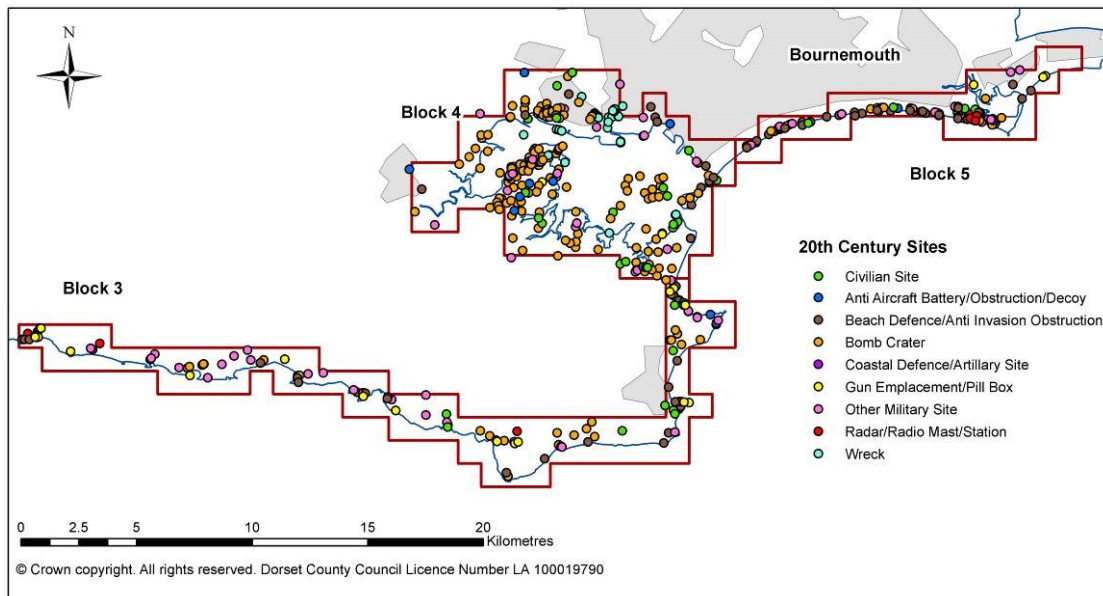 N
Bournemouth
Block 4
Block 5
20th Century Sites
Civilian Site
Anti Aircraft Battery/Obstruction/Decoy
Beach Defence/Anti Invasion Obstruction
Bomb Crater
Coastal Defence/Artillary Site
Gun Emplacement/Pill Box
Other Military Site
Radar/Radio Mast/Station
Wreck
Block 3
0 2.5 5 10 15 20
Kilometres
© Crown copyright. All rights reserved. Dorset County Council Licence Number LA 100019790